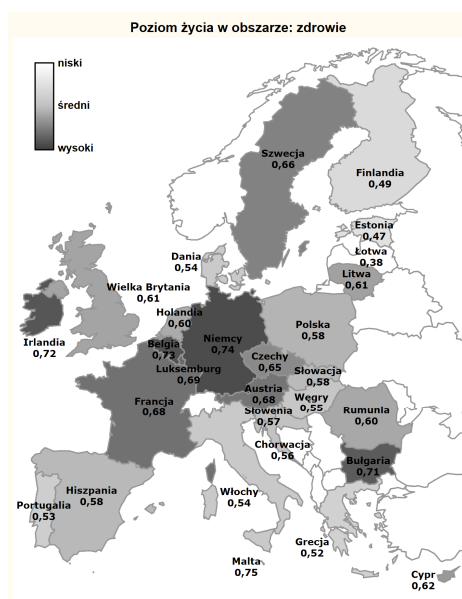 Poziom życia w obszarze: zdrowie
niski
średni
wysoki
Szwecja
0,66
Finlandia
0,49
Estonia
0,47
Łotwa
0,38
Litwa
0,61
Dania
0,54
Wielka Brytania
0,61
Holandia
0,60
Irlandia
0,72
Belgia
0,73
Niemcy
0,74
Polska
0,58
Luksemburg
0,69
Czechy
0,65
Słowacja
0,58
Austria
0,68
Węgry
0,55
Francja
0,68
Słowenia
0,57
Rumunia
0,60
Chorwacja
0,56
Bułgaria
0,71
Hiszpania
0,58
Portugalia
0,53
Włochy
0,54
Grecja
0,52
Malta
0,75
Cypr
0,62